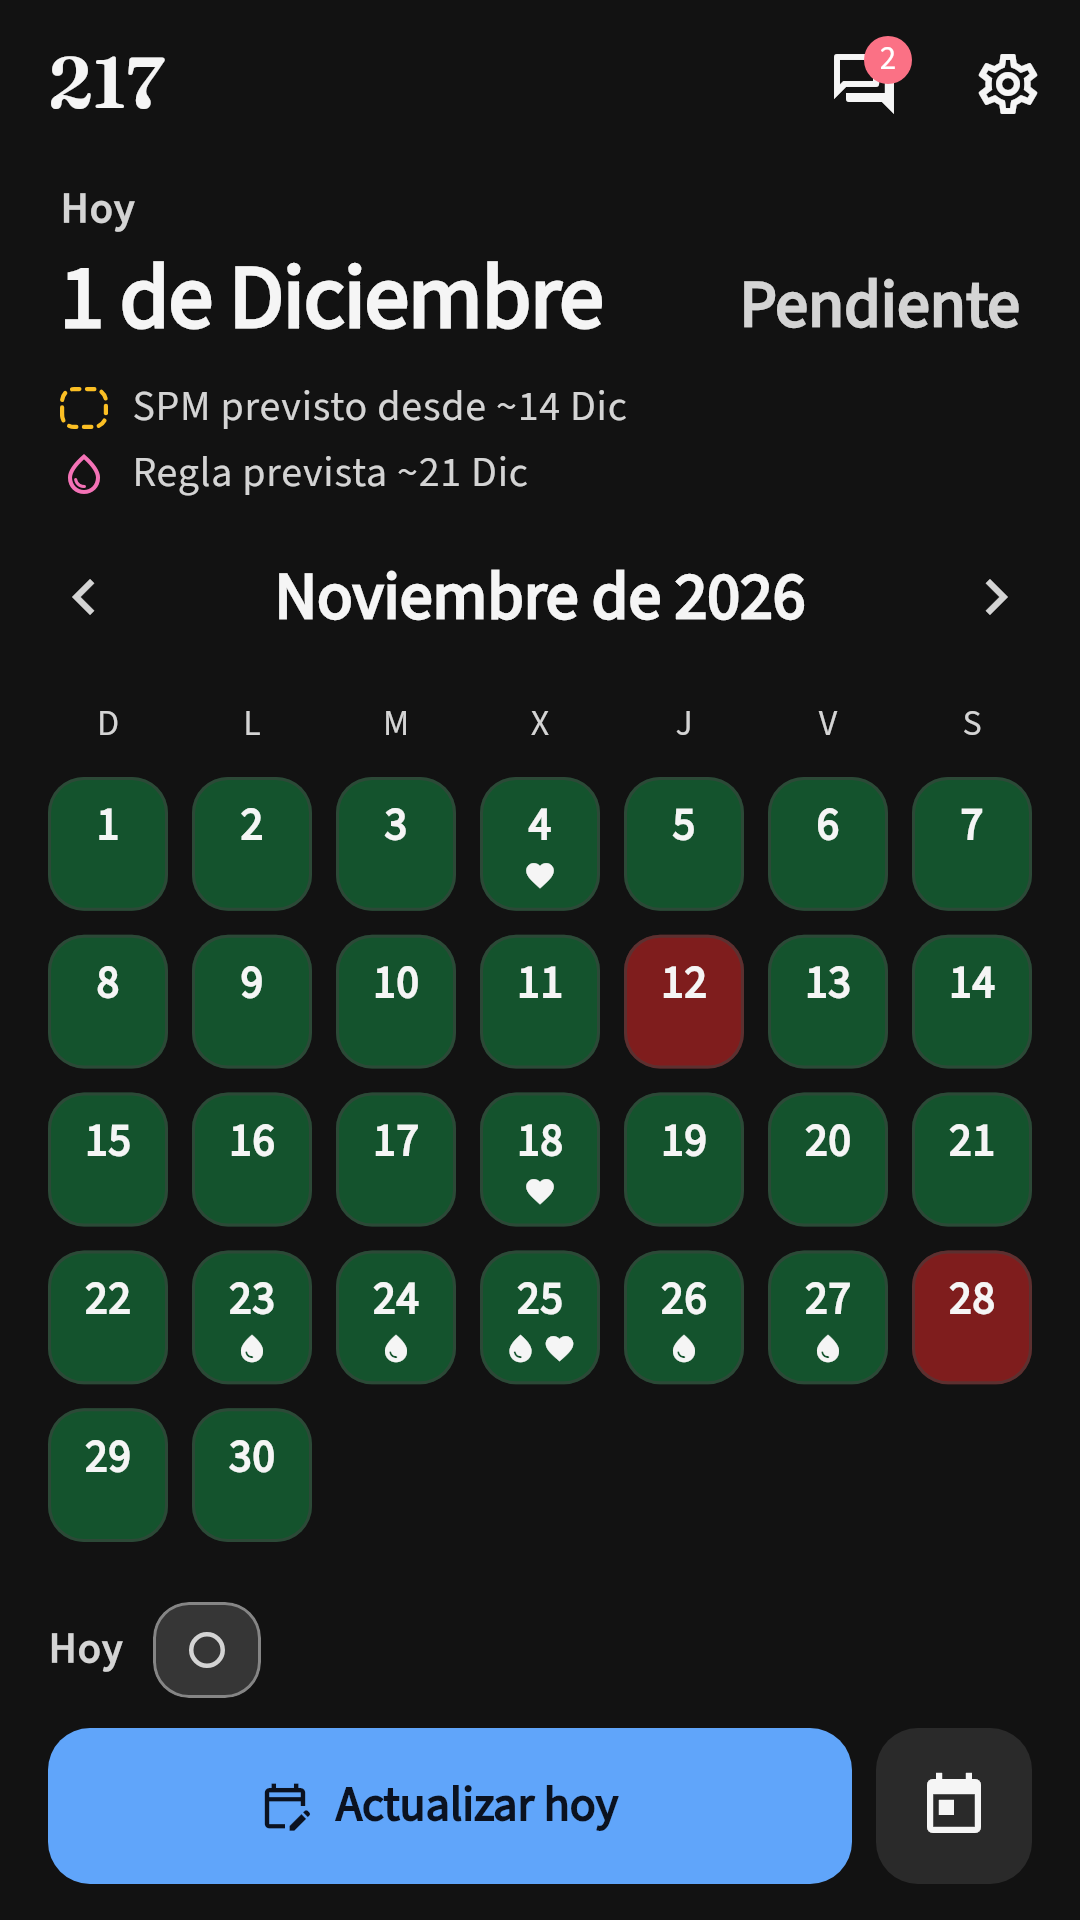 217
2
Hoy
1 de Diciembre
Pendiente
SPM previsto desde ~14 Dic
Regla prevista ~21 Dic
Noviembre de 2026
D L M X J V S
1 2 3 4 5 6 7
8 9 10 11 12 13 14
15 16 17 18 19 20 21
22 23 24 25 26 27 28
29 30
Hoy
Actualizar hoy